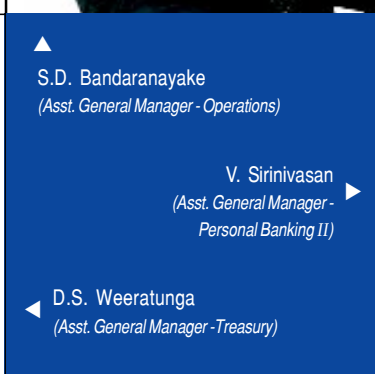 S.D. Bandaranayake
(Asst. General Manager - Operations)
V. Sirinivasan
(Asst. General Manager -
Personal Banking II)
D.S. Weeratunga
(Asst. General Manager -Treasury)